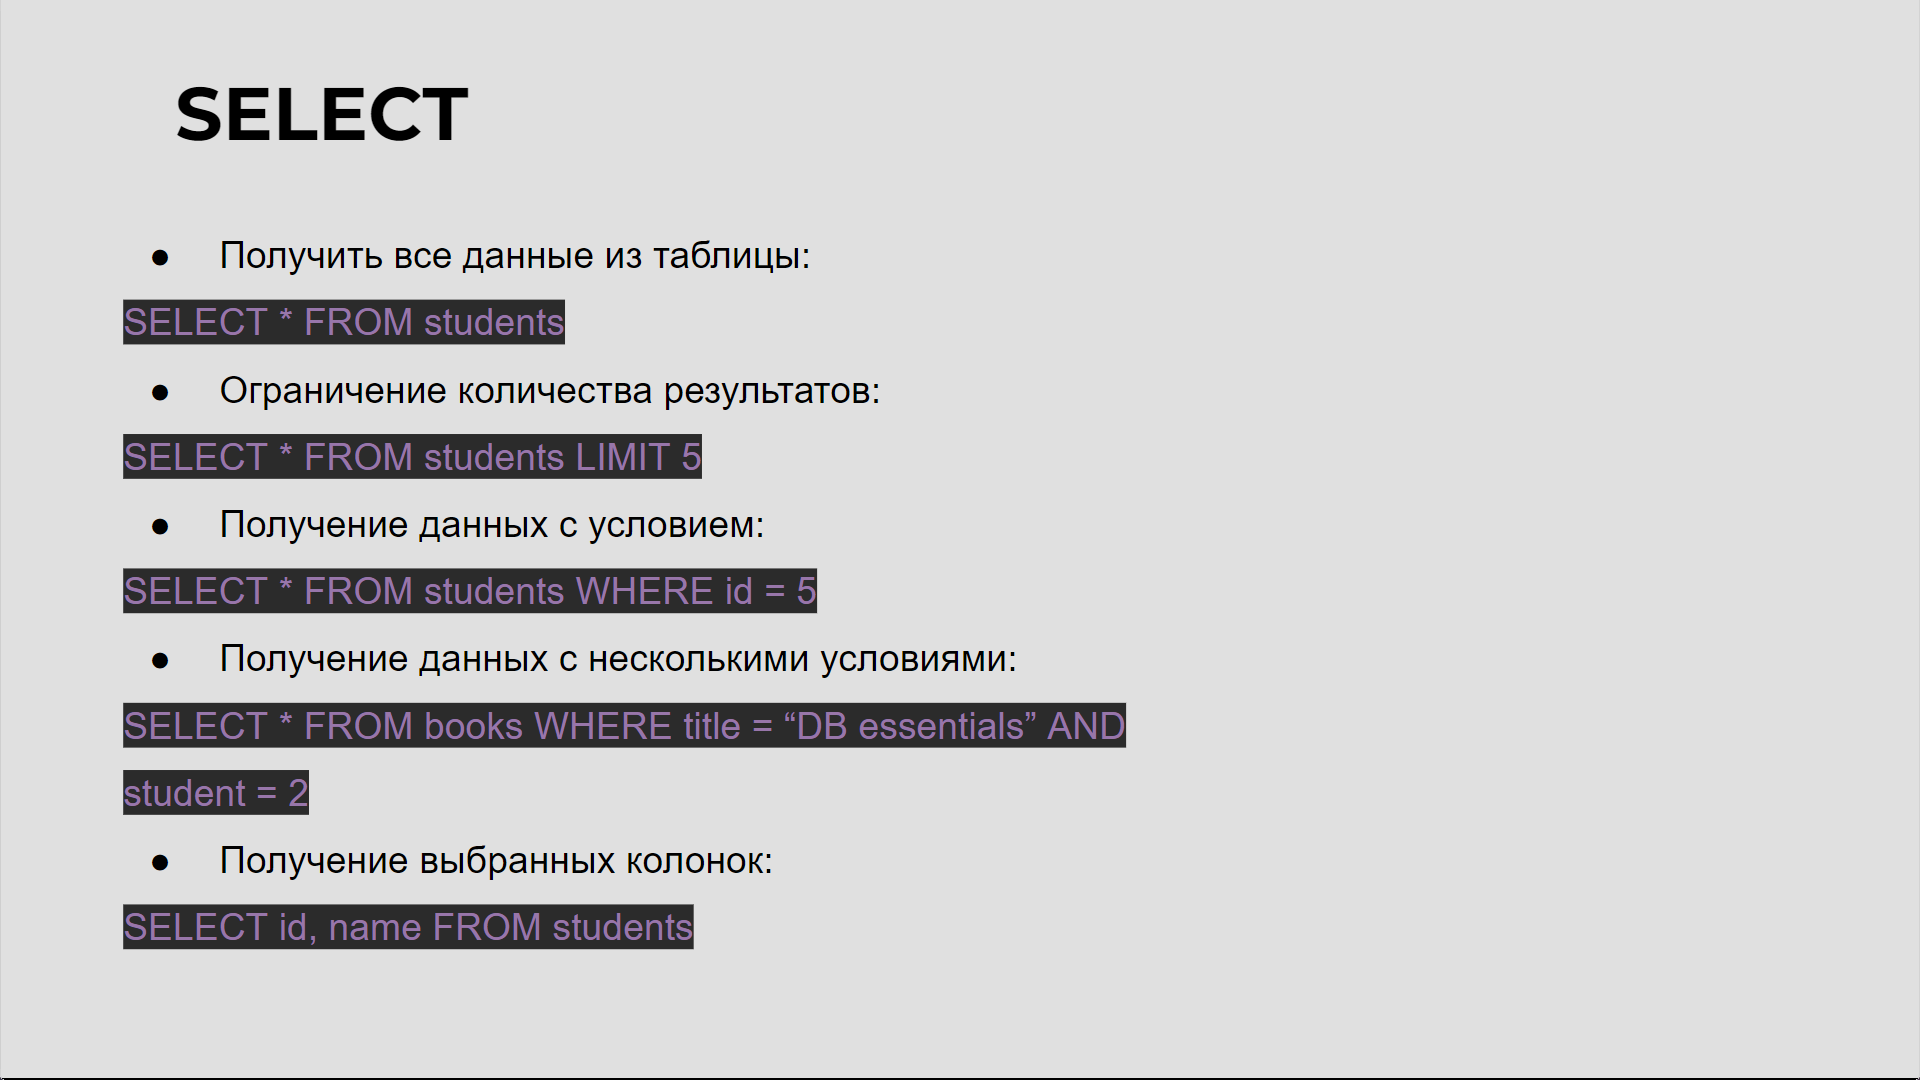 SELECT
● Получить все данные из таблицы:
SELECT * FROM students
● Ограничение количества результатов:
SELECT * FROM students LIMIT 5
● Получение данных с условием:
SELECT * FROM students WHERE id = 5
● Получение данных с несколькими условиями:
SELECT * FROM books WHERE title = “DB essentials” AND
student = 2
● Получение выбранных колонок:
SELECT id, name FROM students